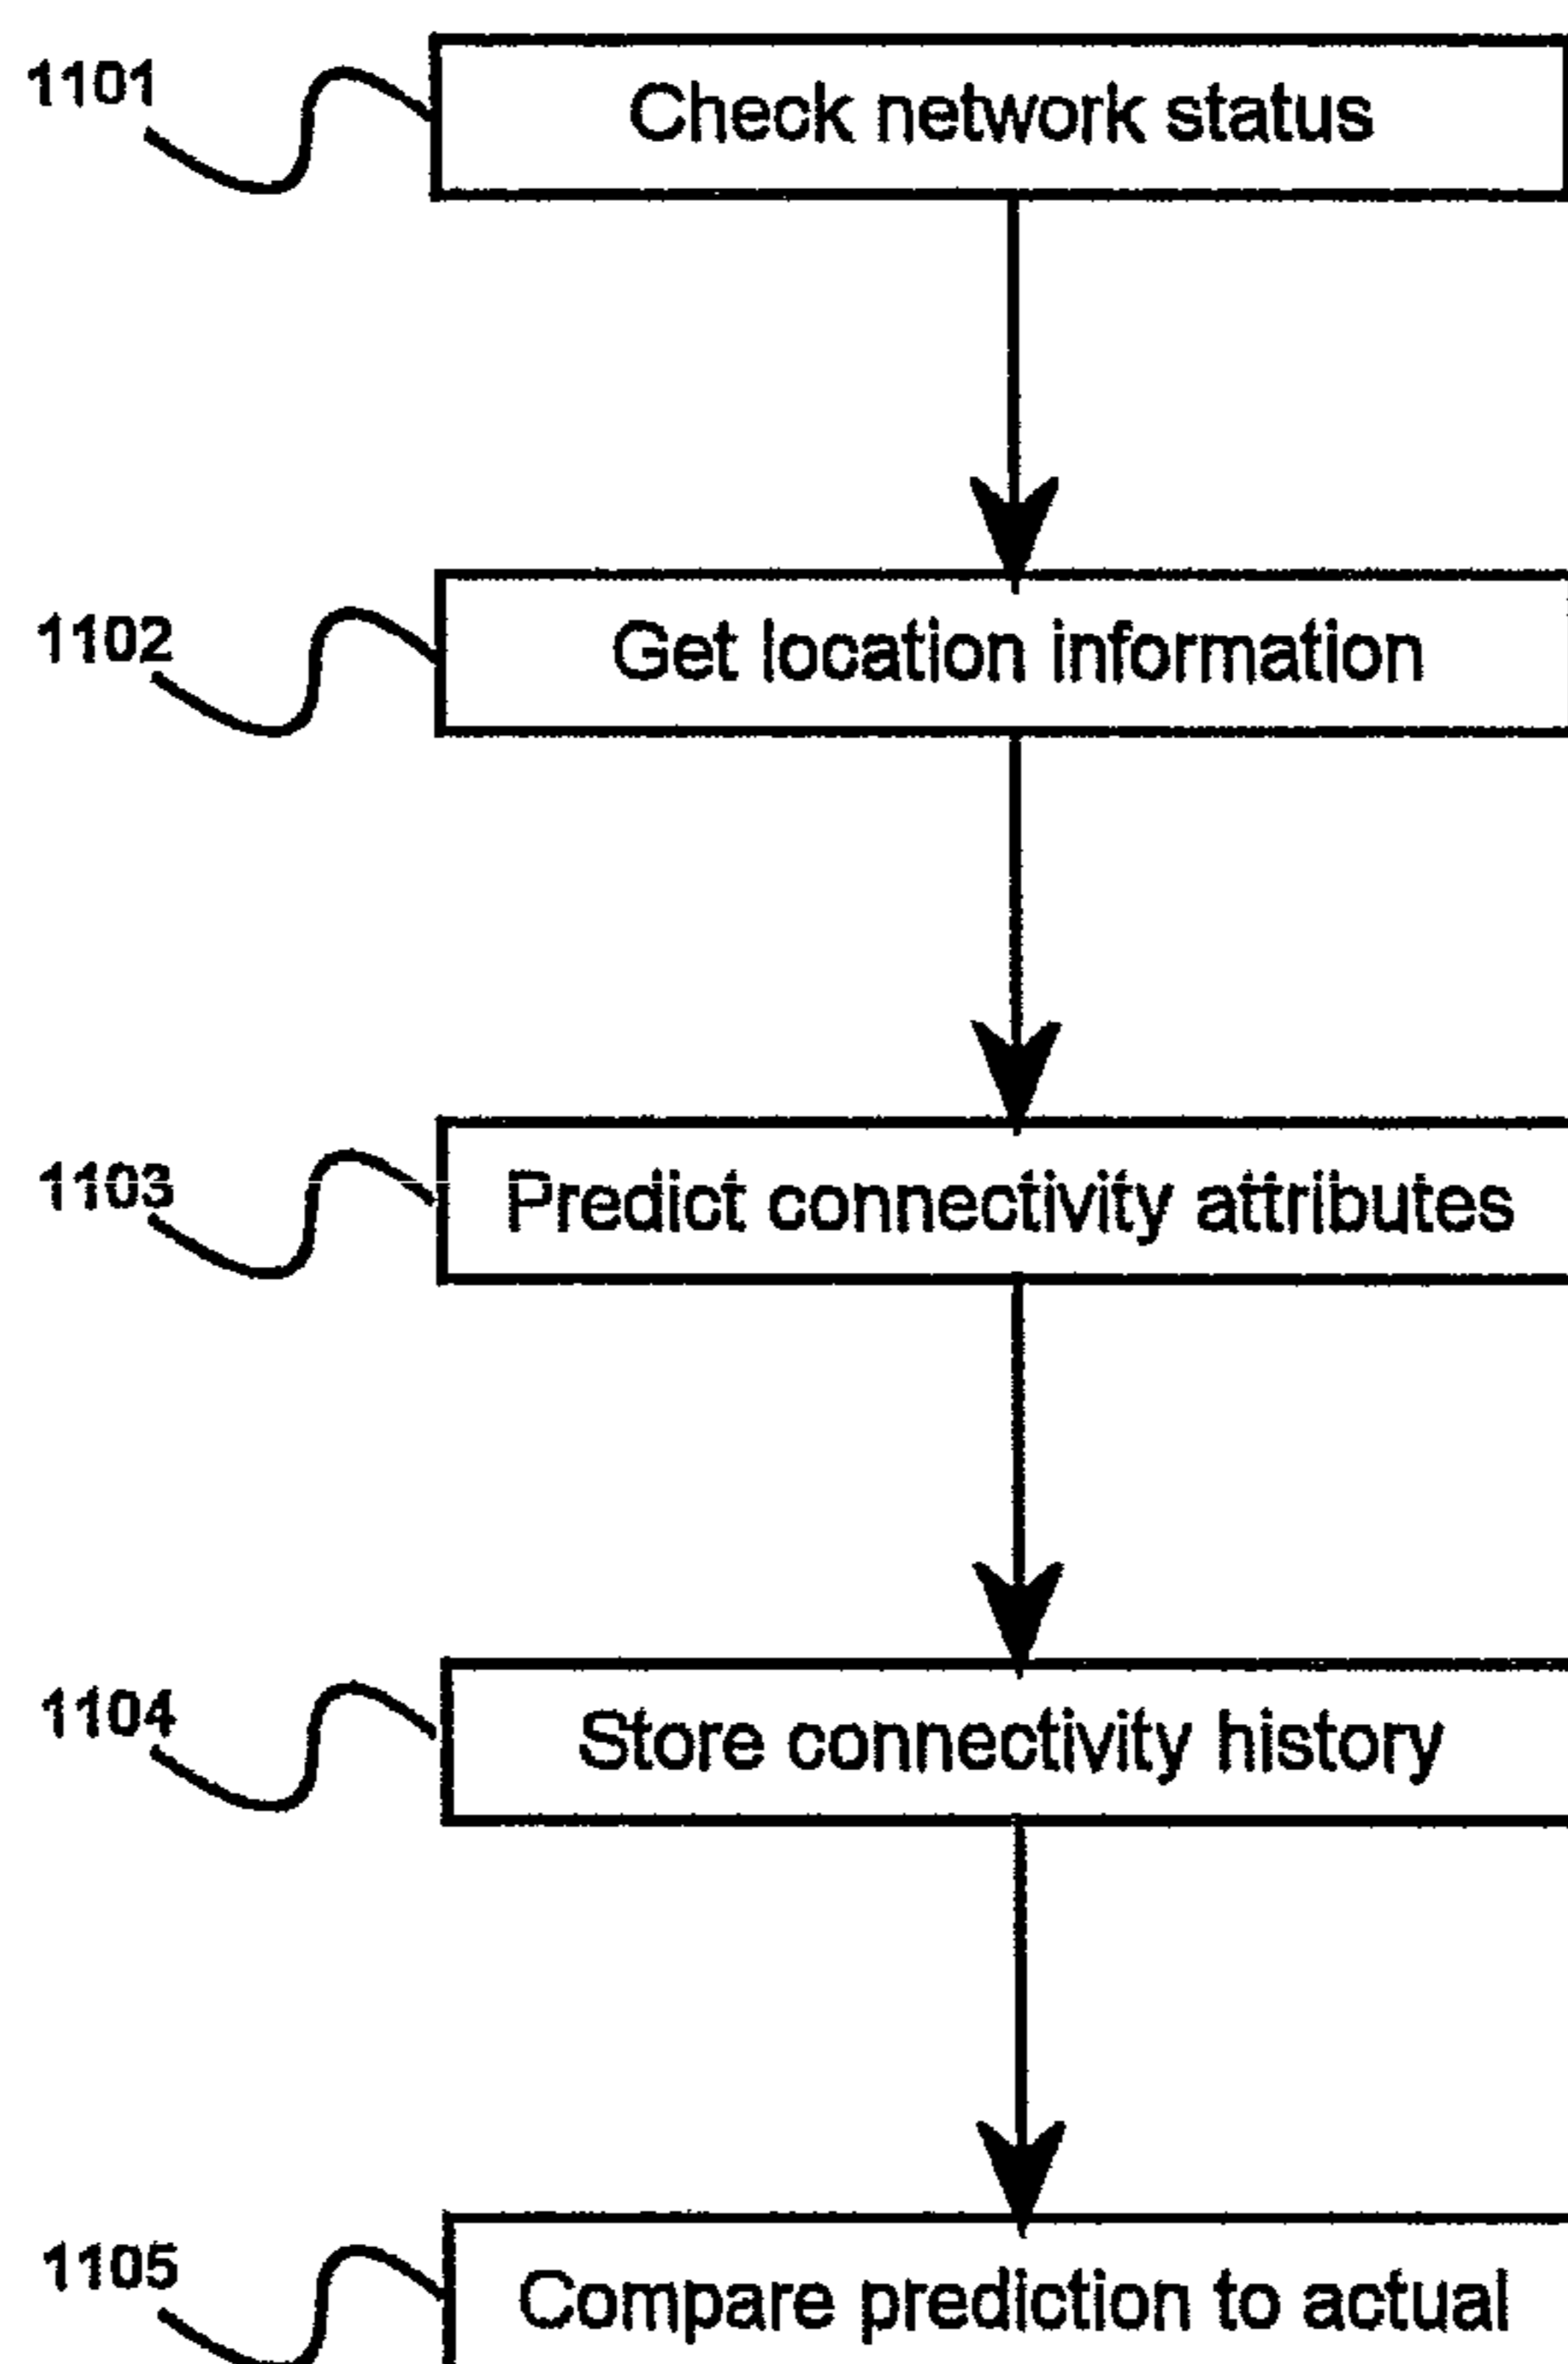 1101
Check network status
1102
Get location information
1103
Predict connectivity attributes
1104
Store connectivity history
1105
Compare prediction to actual